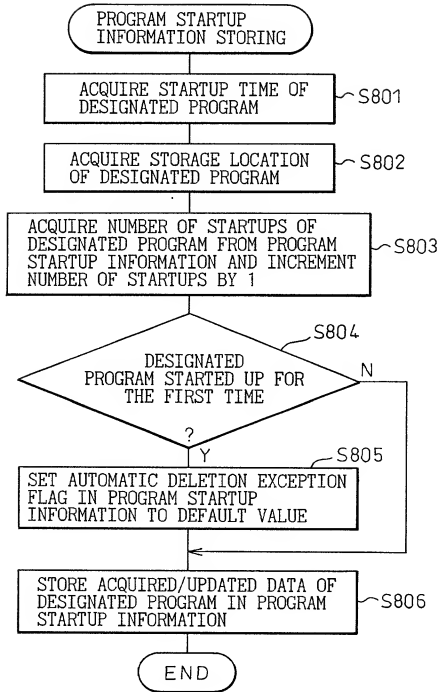 PROGRAM STARTUP
INFORMATION STORING
ACQUIRE STARTUP TIME OF
DESIGNATED PROGRAM
S801
ACQUIRE STORAGE LOCATION
OF DESIGNATED PROGRAM
S802
ACQUIRE NUMBER OF STARTUPS OF
DESIGNATED PROGRAM FROM PROGRAM
STARTUP INFORMATION AND INCREMENT
NUMBER OF STARTUPS BY 1
S803
S804
DESIGNATED
PROGRAM STARTED UP FOR
THE FIRST TIME
?
N
Y
S805
SET AUTOMATIC DELETION EXCEPTION
FLAG IN PROGRAM STARTUP
INFORMATION TO DEFAULT VALUE
STORE ACQUIRED/UPDATED DATA OF
DESIGNATED PROGRAM IN PROGRAM
STARTUP INFORMATION
S806
END